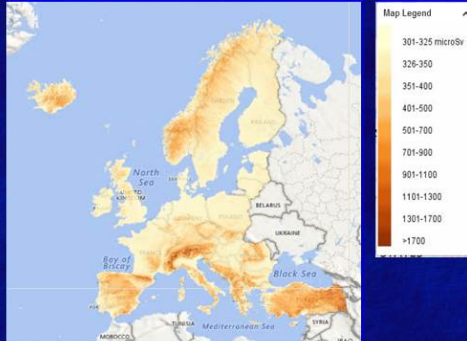 Map Legend
301-325 microSv
326-350
351-400
401-500
501-700
701-900
901-1100
1101-1300
1301-1700
>1700
North
Sea
UNITED
KINGDOM
BELARUS
UKRAINE
Bay of
Biscay
Black Sea
Mediterranean Sea
TUNISIA
SYRIA
MOROCCO
IRAQ